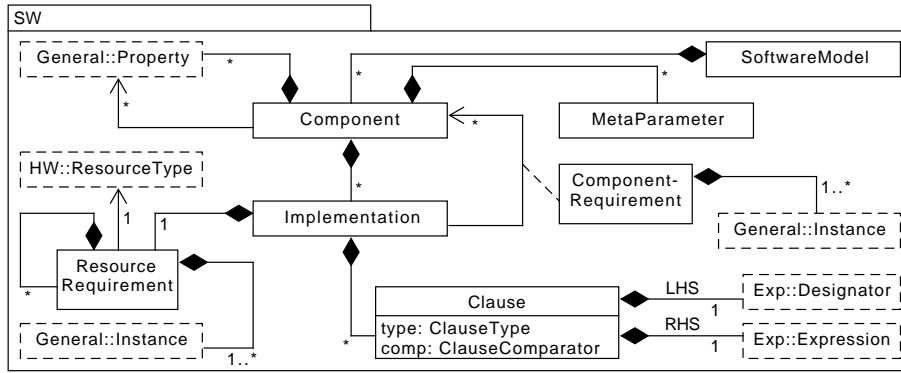 SW
General::Property
*
*
*
*
SoftwareModel
*
Component
*
MetaParameter
HW::ResourceType
*
Component-
Requirement
1
1
Implementation
1..*
General::Instance
Resource
Requirement
*
Clause
LHS
1
Exp::Designator
type: ClauseType
comp: ClauseComparator
RHS
1
Exp::Expression
General::Instance
1..*
*